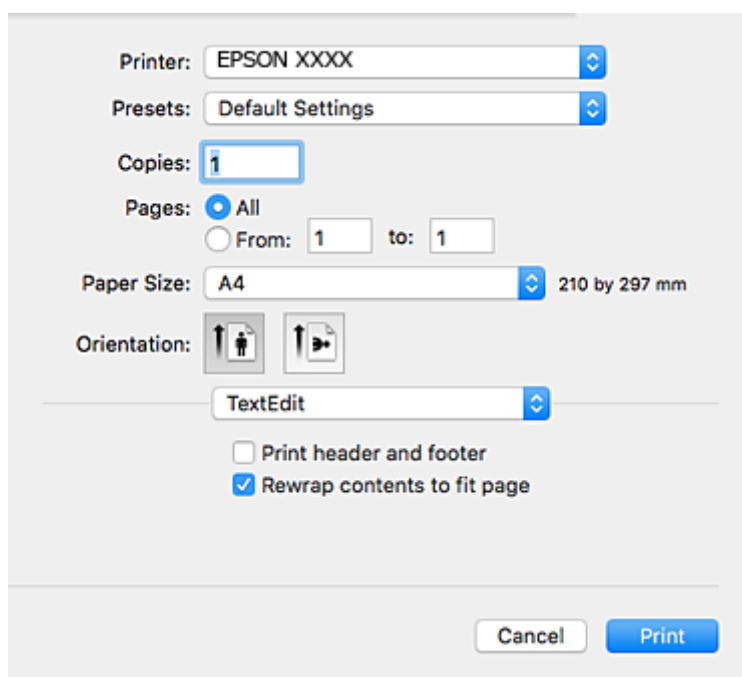 Printer: EPSON XXXX
Presets: Default Settings
Copies: 1
Pages: All
From: 1 to: 1
Paper Size: A4 210 by 297 mm
Orientation:
TextEdit
Print header and footer
Rewrap contents to fit page
Cancel Print